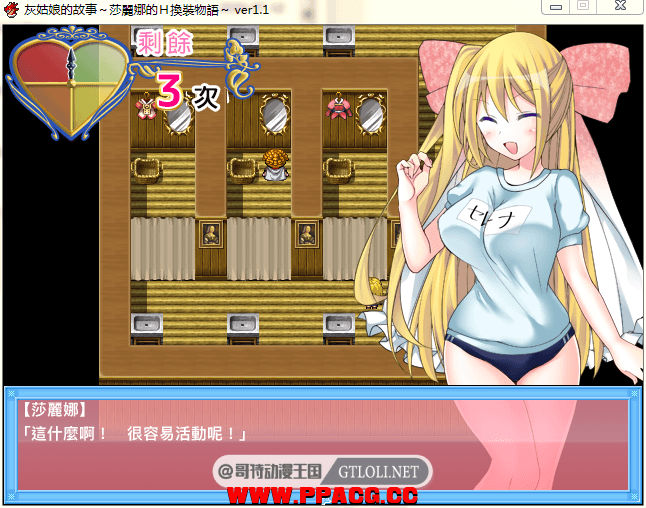 灰姑娘的故事～莎麗娜的Ｈ換裝物語～ ver1.1
剩餘
3次
セレナ
【莎麗娜】
「這什麼啊！　很容易活動呢！」
@哥特动漫王国 GTLOLI.NET
WWW.PPACG.CC